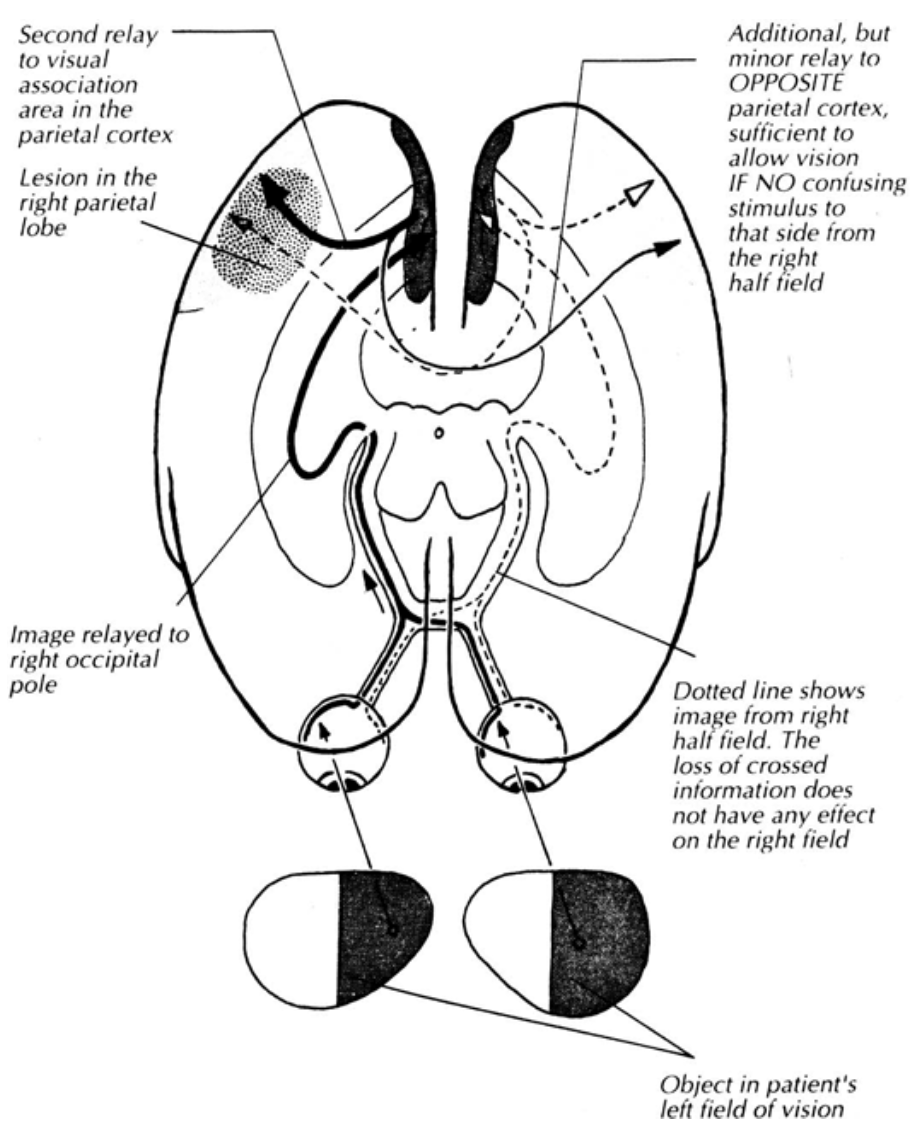 Second relay
to visual
association
area in the
parietal cortex
Lesion in the
right parietal
lobe
Additional, but
minor relay to
OPPOSITE
parietal cortex,
sufficient to
allow vision
IF NO confusing
stimulus to
that side from
the right
half field
Image relayed to
right occipital
pole
Dotted line shows
image from right
half field. The
loss of crossed
information does
not have any effect
on the right field
Object in patient's
left field of vision